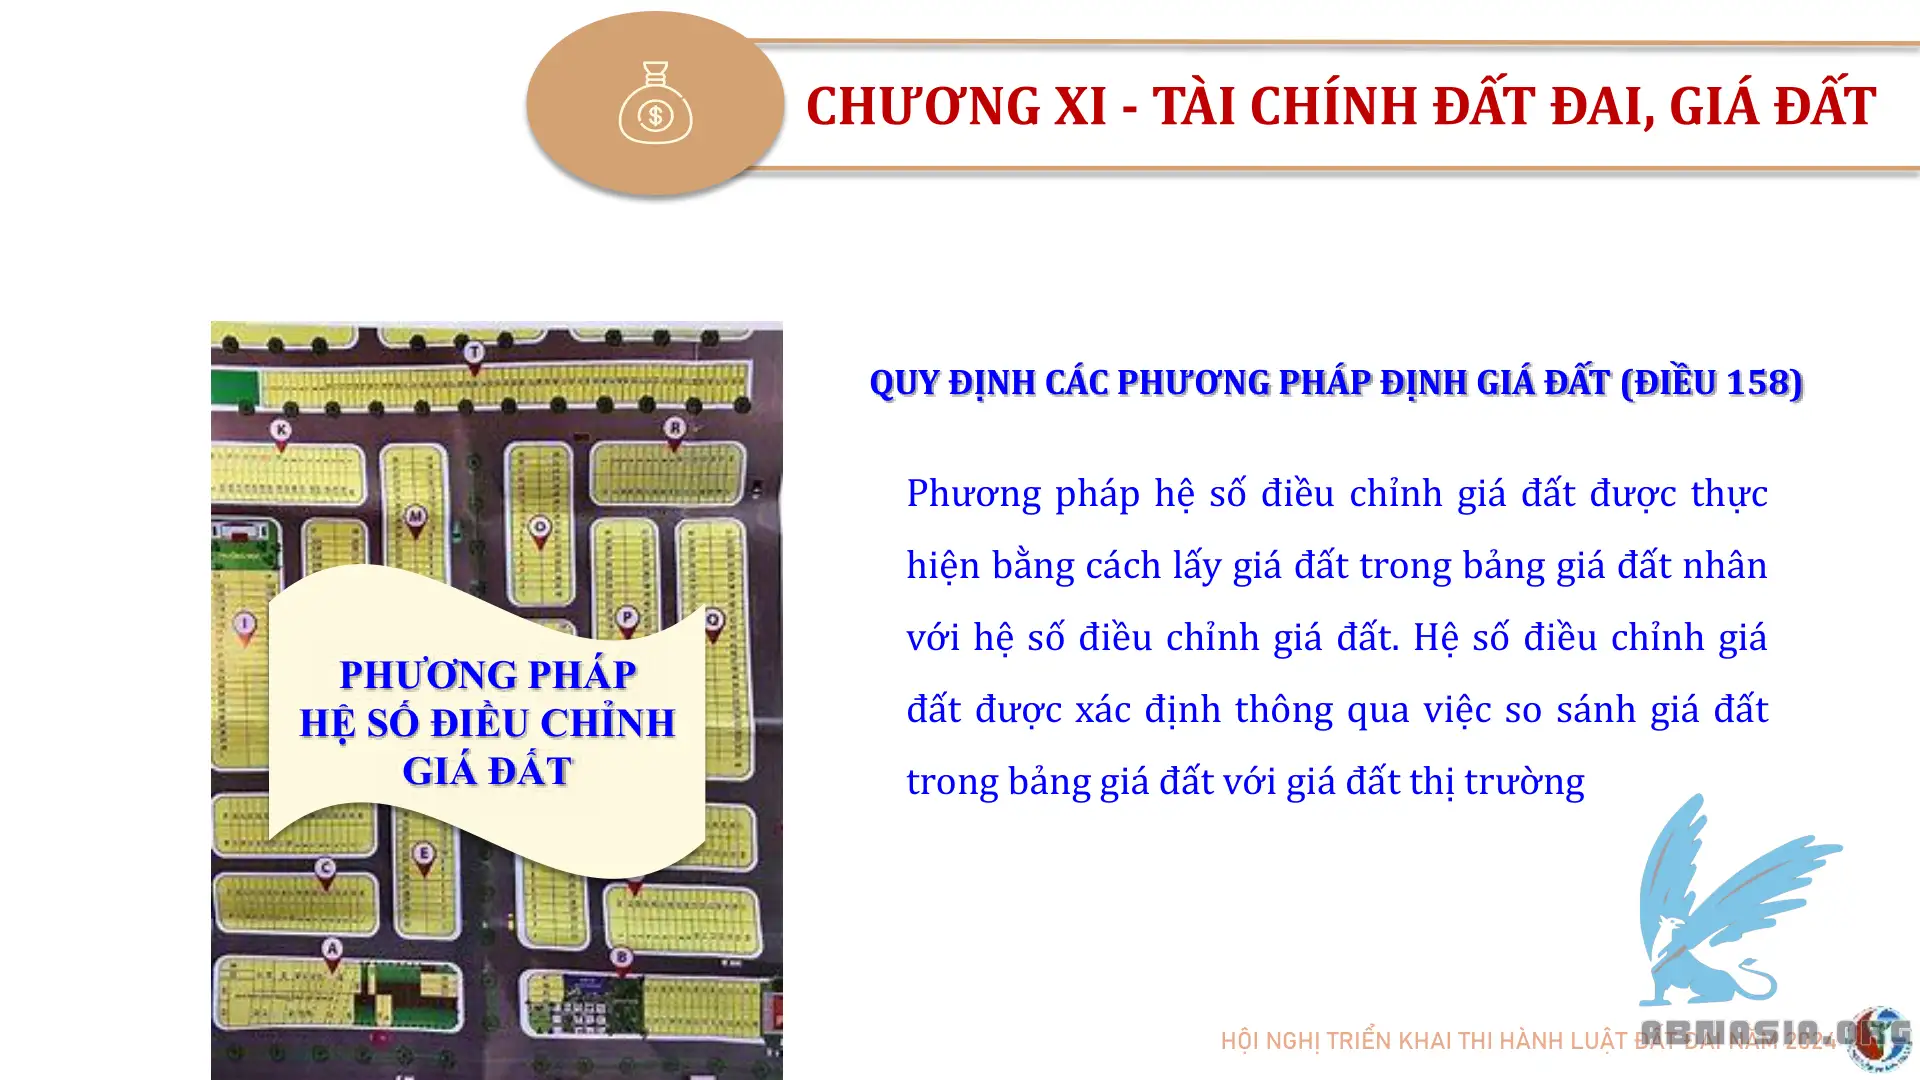 CHƯƠNG XI - TÀI CHÍNH ĐẤT ĐAI, GIÁ ĐẤT
QUY ĐỊNH CÁC PHƯƠNG PHÁP ĐỊNH GIÁ ĐẤT (ĐIỀU 158)
Phương pháp hệ số điều chỉnh giá đất được thực
hiện bằng cách lấy giá đất trong bảng giá đất nhân
với hệ số điều chỉnh giá đất. Hệ số điều chỉnh giá
đất được xác định thông qua việc so sánh giá đất
trong bảng giá đất với giá đất thị trường
T
K
R
M
O
I
P
Q
PHƯƠNG PHÁP
HỆ SỐ ĐIỀU CHỈNH
GIÁ ĐẤT
E
C
A
B
HỘI NGHỊ TRIỂN KHAI THI HÀNH LUẬT ĐẤT ĐAI NĂM 2024
ABMASIA.ORG